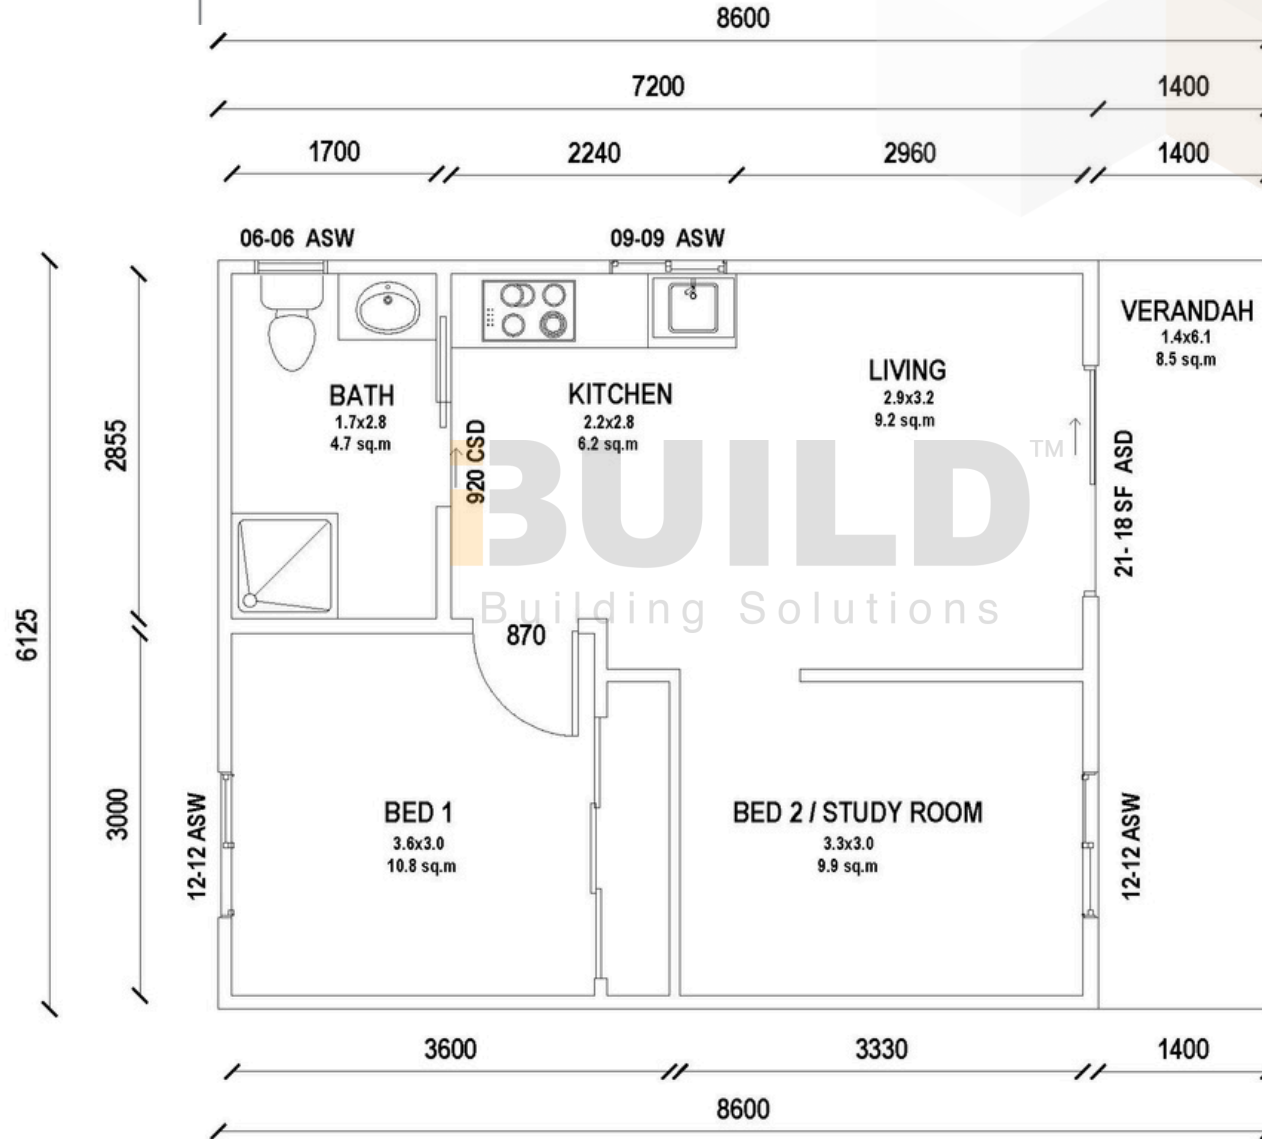 8600
7200 1400
1700 2240 2960 1400
06-06 ASW 09-09 ASW
VERANDAH
1.4x6.1
8.5 sq.m
LIVING
2.9x3.2
9.2 sq.m
BATH
1.7x2.8
4.7 sq.m
KITCHEN
2.2x2.8
6.2 sq.m
2855
920 CSD
21- 18 SF ASD
iBUILD™
Building Solutions
6125
870
3000
12-12 ASW
BED 1
3.6x3.0
10.8 sq.m
BED 2 / STUDY ROOM
3.3x3.0
9.9 sq.m
12-12 ASW
3600 3330 1400
8600